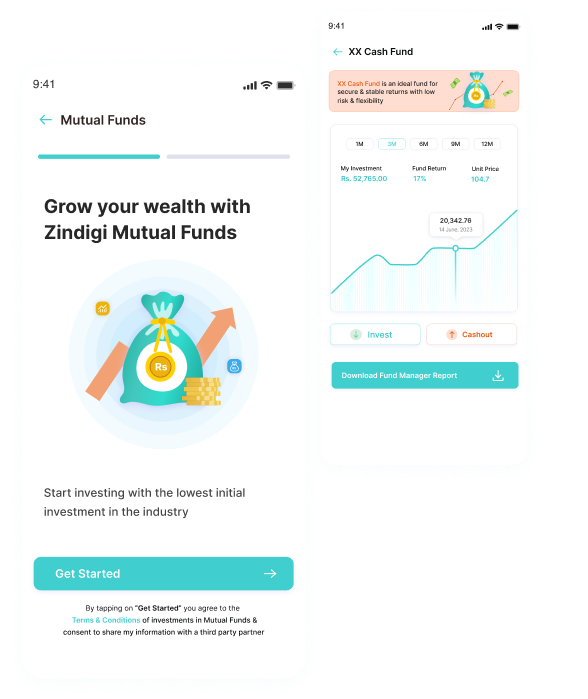 9:41
Mutual Funds
Grow your wealth with
Zindigi Mutual Funds
Rs
Start investing with the lowest initial
investment in the industry
Get Started
By tapping on "Get Started" you agree to the
Terms & Conditions of investments in Mutual Funds &
consent to share my information with a third party partner
9:41
XX Cash Fund
XX Cash Fund is an ideal fund for
secure & stable returns with low
risk & flexibility
1M 3M 6M 9M 12M
My Investment Fund Return Unit Price
Rs. 52,765.00 17% 104.7
20,342.76
14 June, 2023
Invest Cashout
Download Fund Manager Report